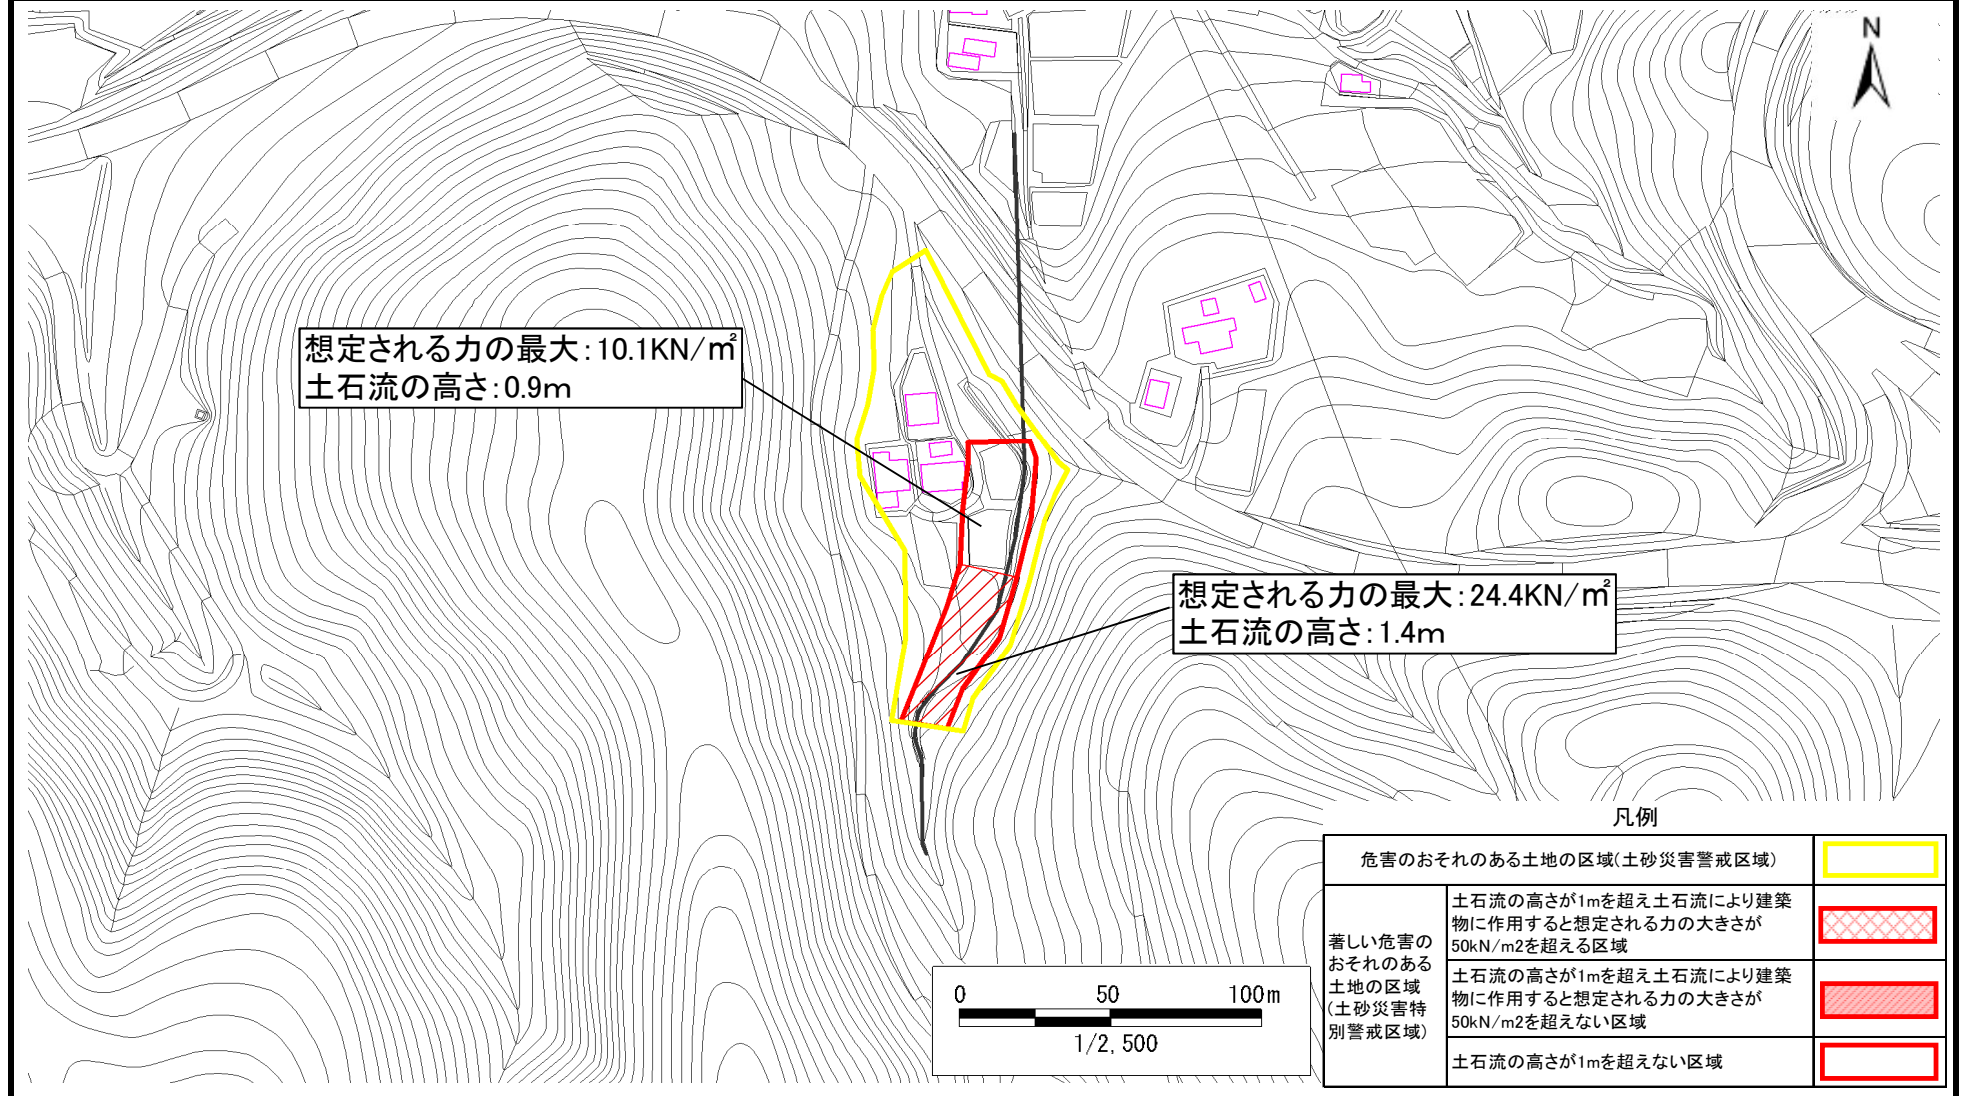 N
想定される力の最大:10.1KN/㎡
土石流の高さ:0.9m
想定される力の最大:24.4KN/㎡
土石流の高さ:1.4m
凡例
危害のおそれのある土地の区域(土砂災害警戒区域)
著しい危害の
おそれのある
土地の区域
(土砂災害特
別警戒区域)
土石流の高さが1mを超え土石流により建築
物に作用すると想定される力の大きさが
50kN/m2を超える区域
土石流の高さが1mを超え土石流により建築
物に作用すると想定される力の大きさが
50kN/m2を超えない区域
土石流の高さが1mを超えない区域
0 50 100m
1/2,500